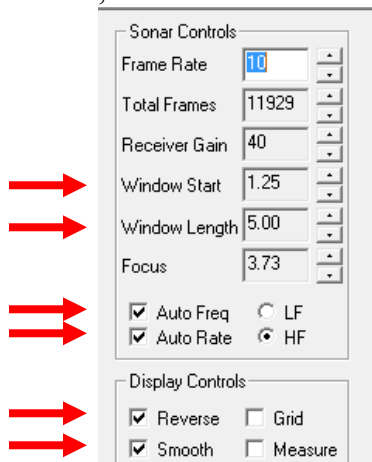 Sonar Controls
Frame Rate 10
Total Frames 11929
Receiver Gain 40
Window Start 1.25
Window Length 5.00
Focus 3.73
Auto Freq LF
Auto Rate HF
Display Controls
Reverse Grid
Smooth Measure